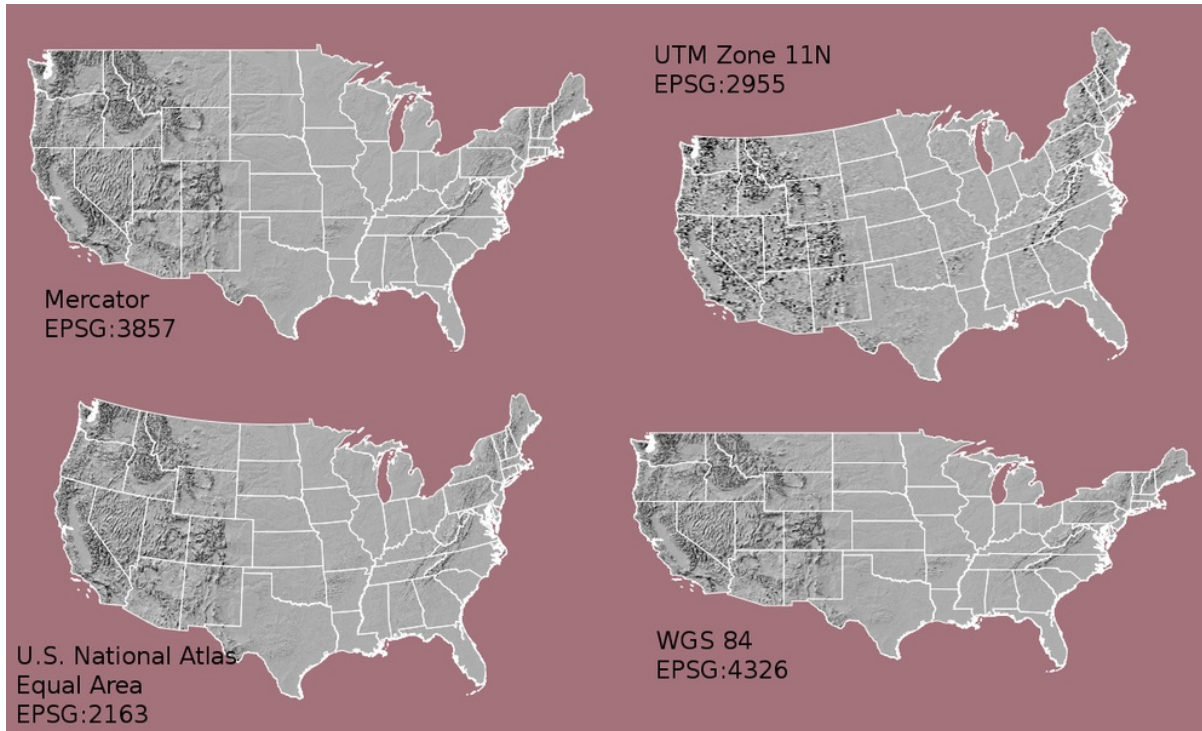 UTM Zone 11N
EPSG:2955
Mercator
EPSG:3857
U.S. National Atlas
Equal Area
EPSG:2163
WGS 84
EPSG:4326